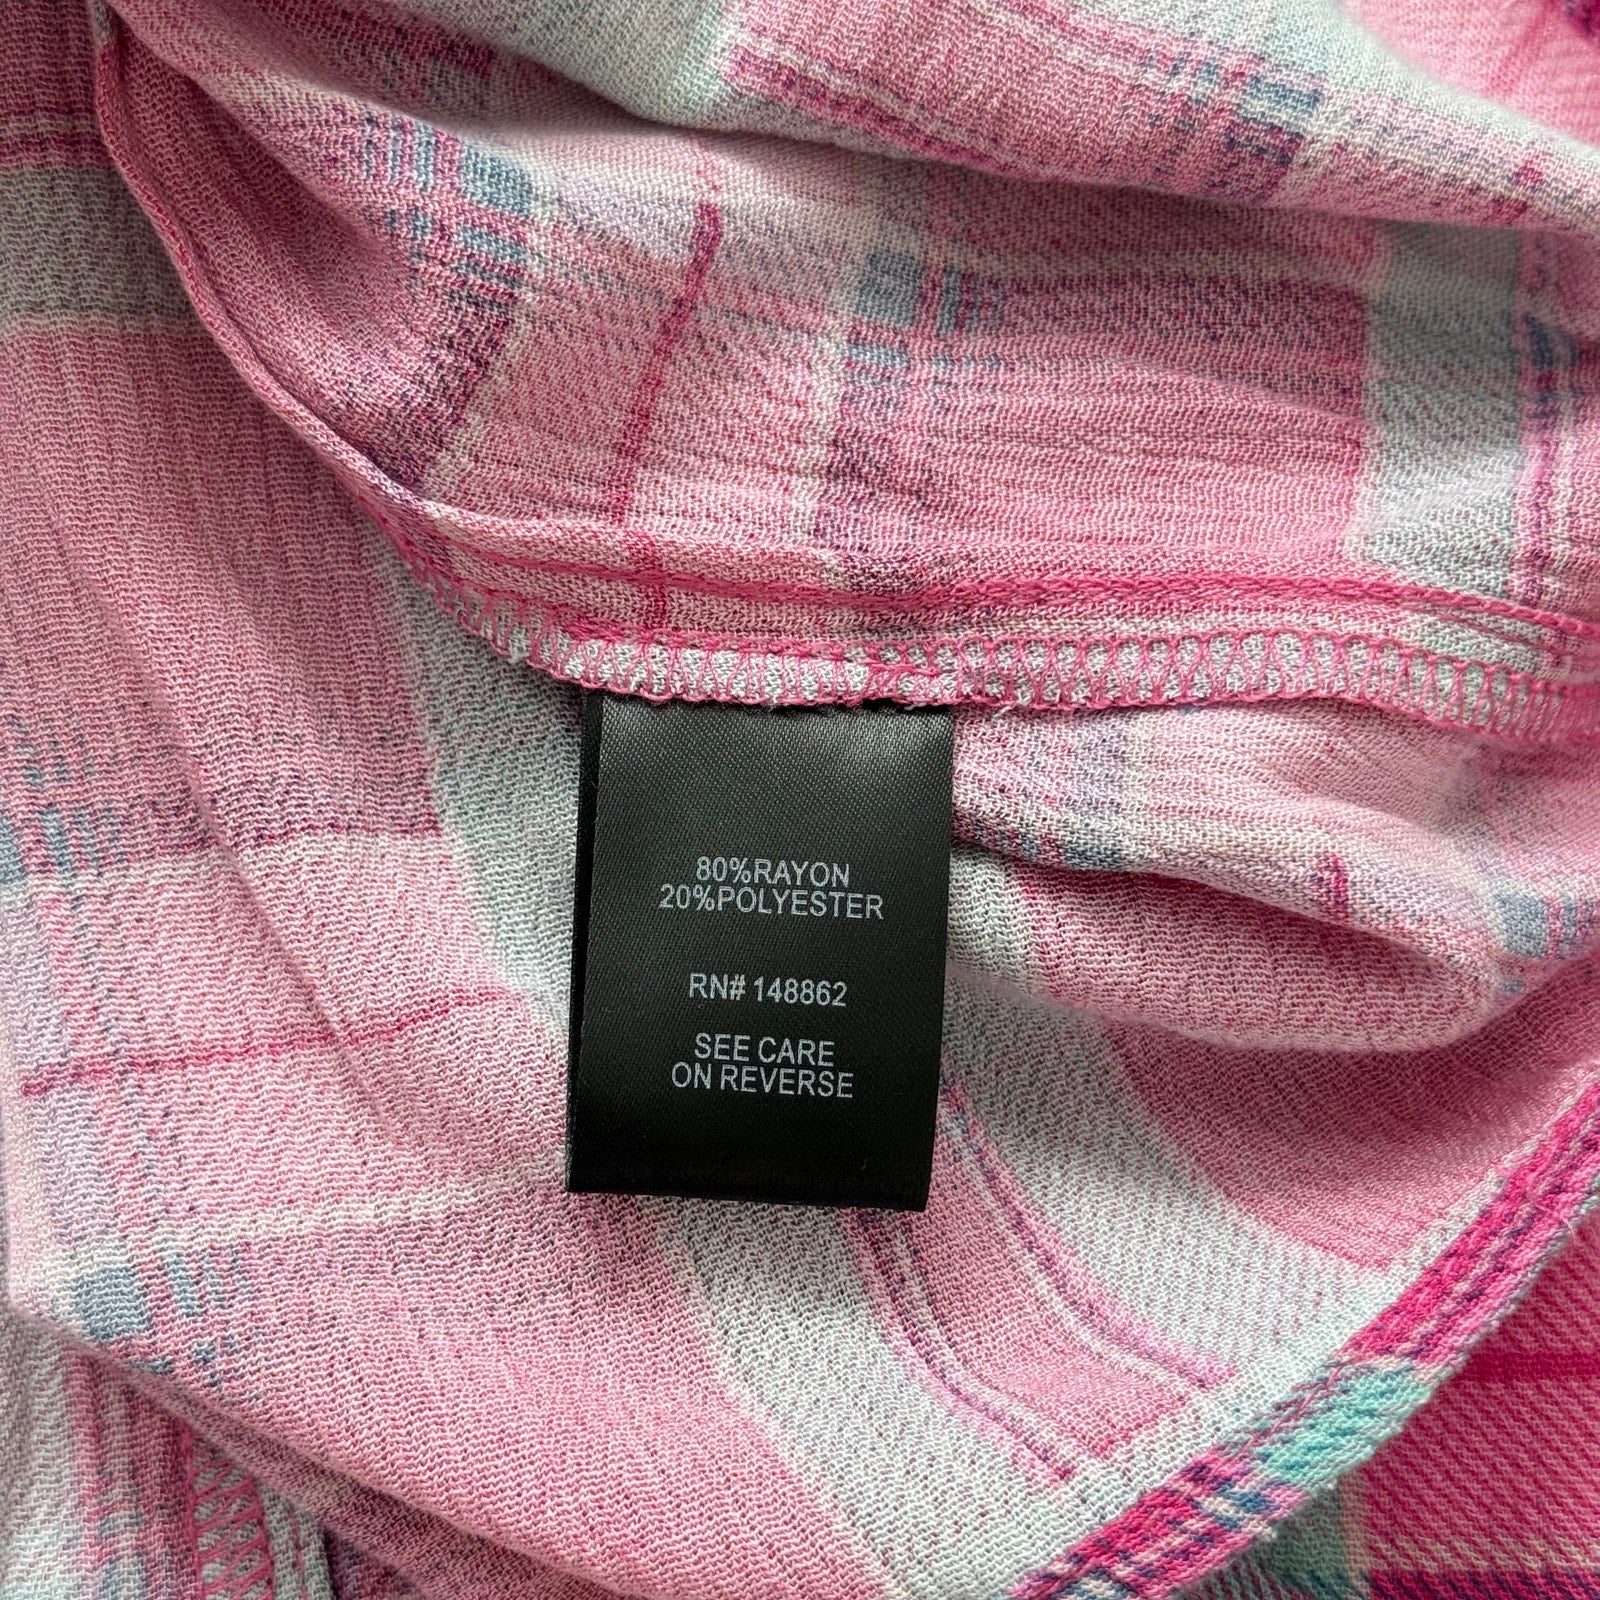 80%RAYON
20%POLYESTER
RN# 148862
SEE CARE
ON REVERSE